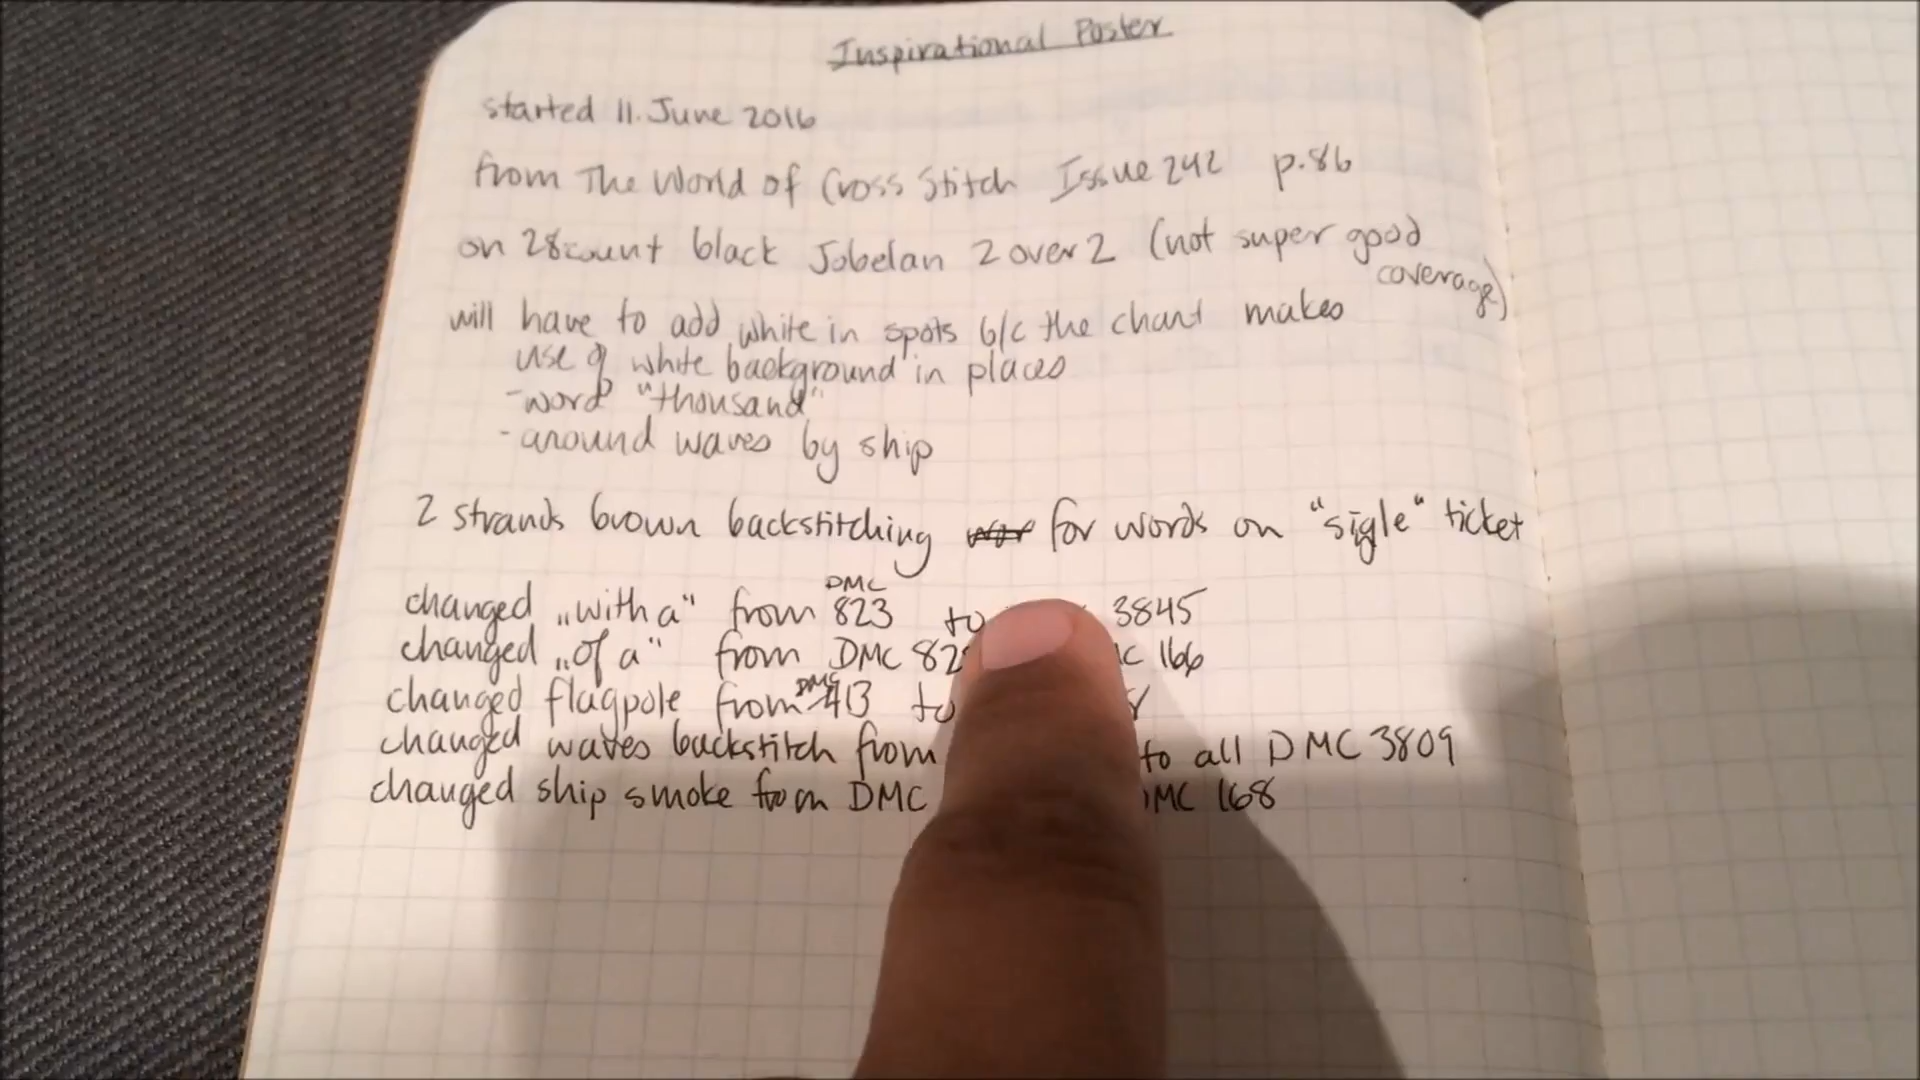 Inspirational Poster
started 11. June 2016
from The World of Cross Stitch Issue 242 p.86
on 28count black Jobelan 2 over 2 (not super good
coverage)
will have to add white in spots b/c the chart makes
use of white background in places
-word "thousand"
-around waves by ship
2 strands brown backstitching for words on "sigle" ticket
DMC
changed „with a" from 823 to 3845
changed „of a" from DMC 166
changed flagpole from DMC 413 to
changed waves backstitch from to all DMC 3809
changed ship smoke from DMC DMC 168